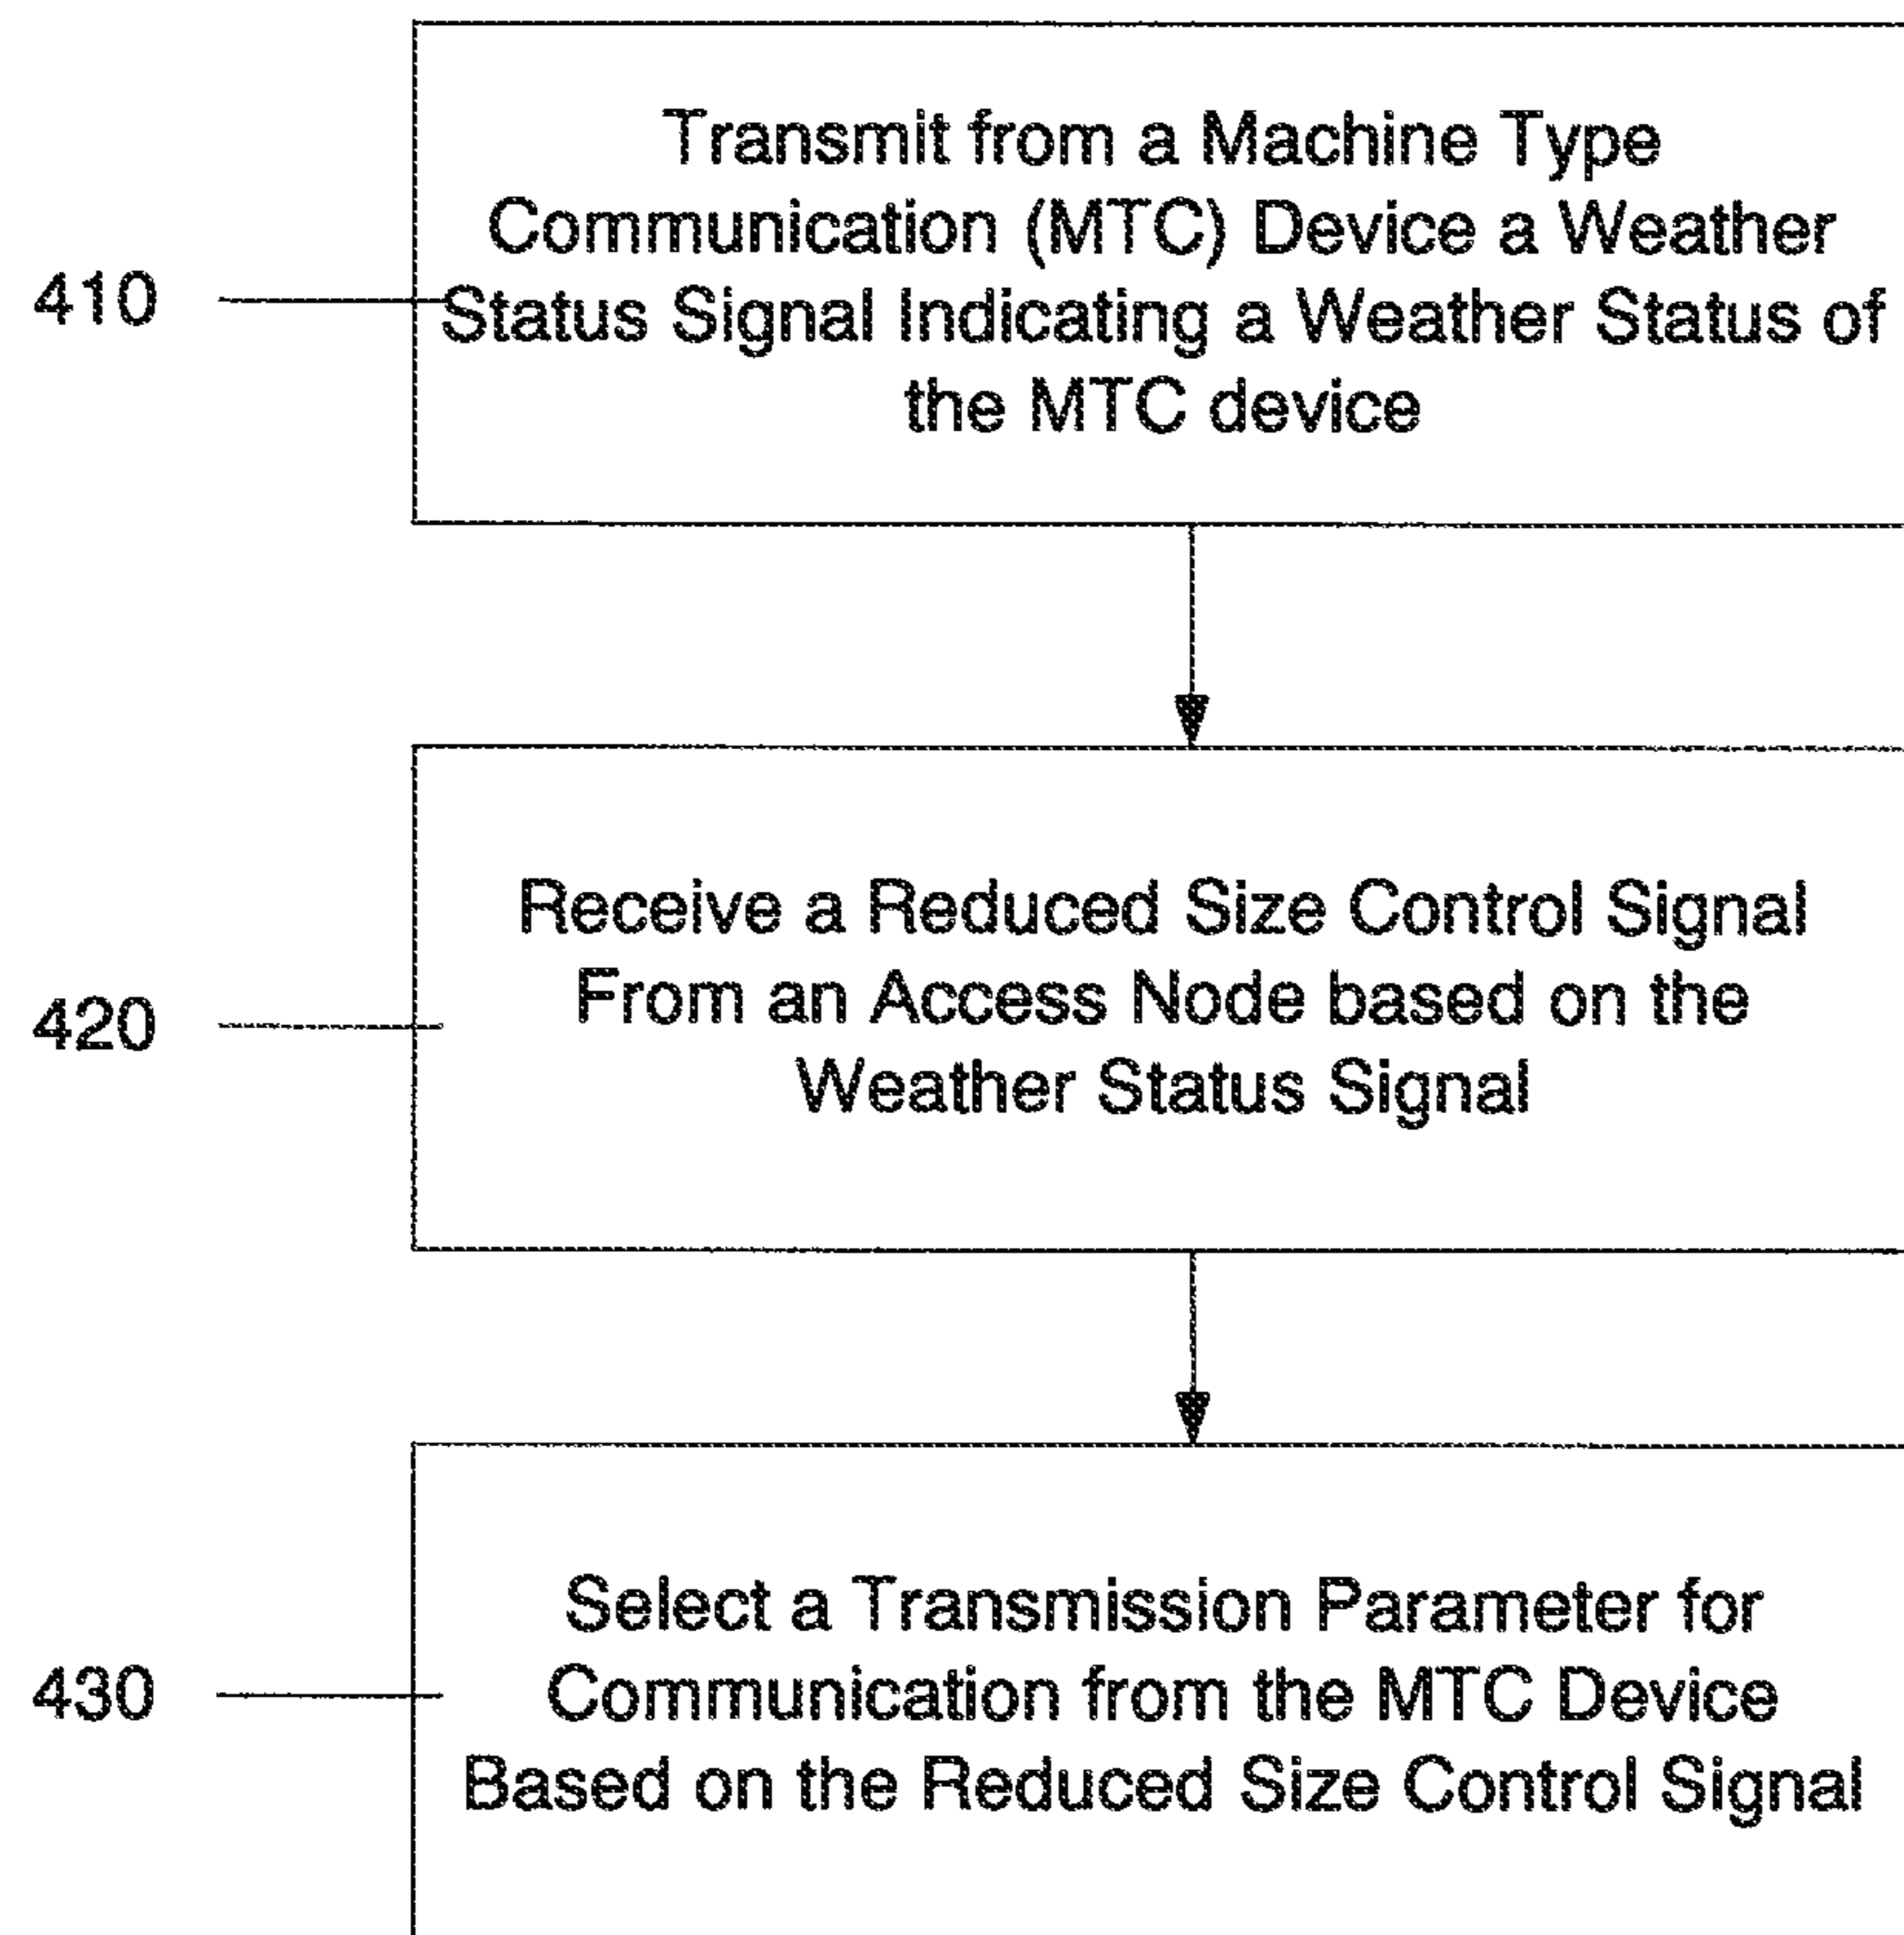 Transmit from a Machine Type
Communication (MTC) Device a Weather
410
Status Signal Indicating a Weather Status of
the MTC device
Receive a Reduced Size Control Signal
From an Access Node based on the
420
Weather Status Signal
Select a Transmission Parameter for
430
Communication from the MTC Device
Based on the Reduced Size Control Signal